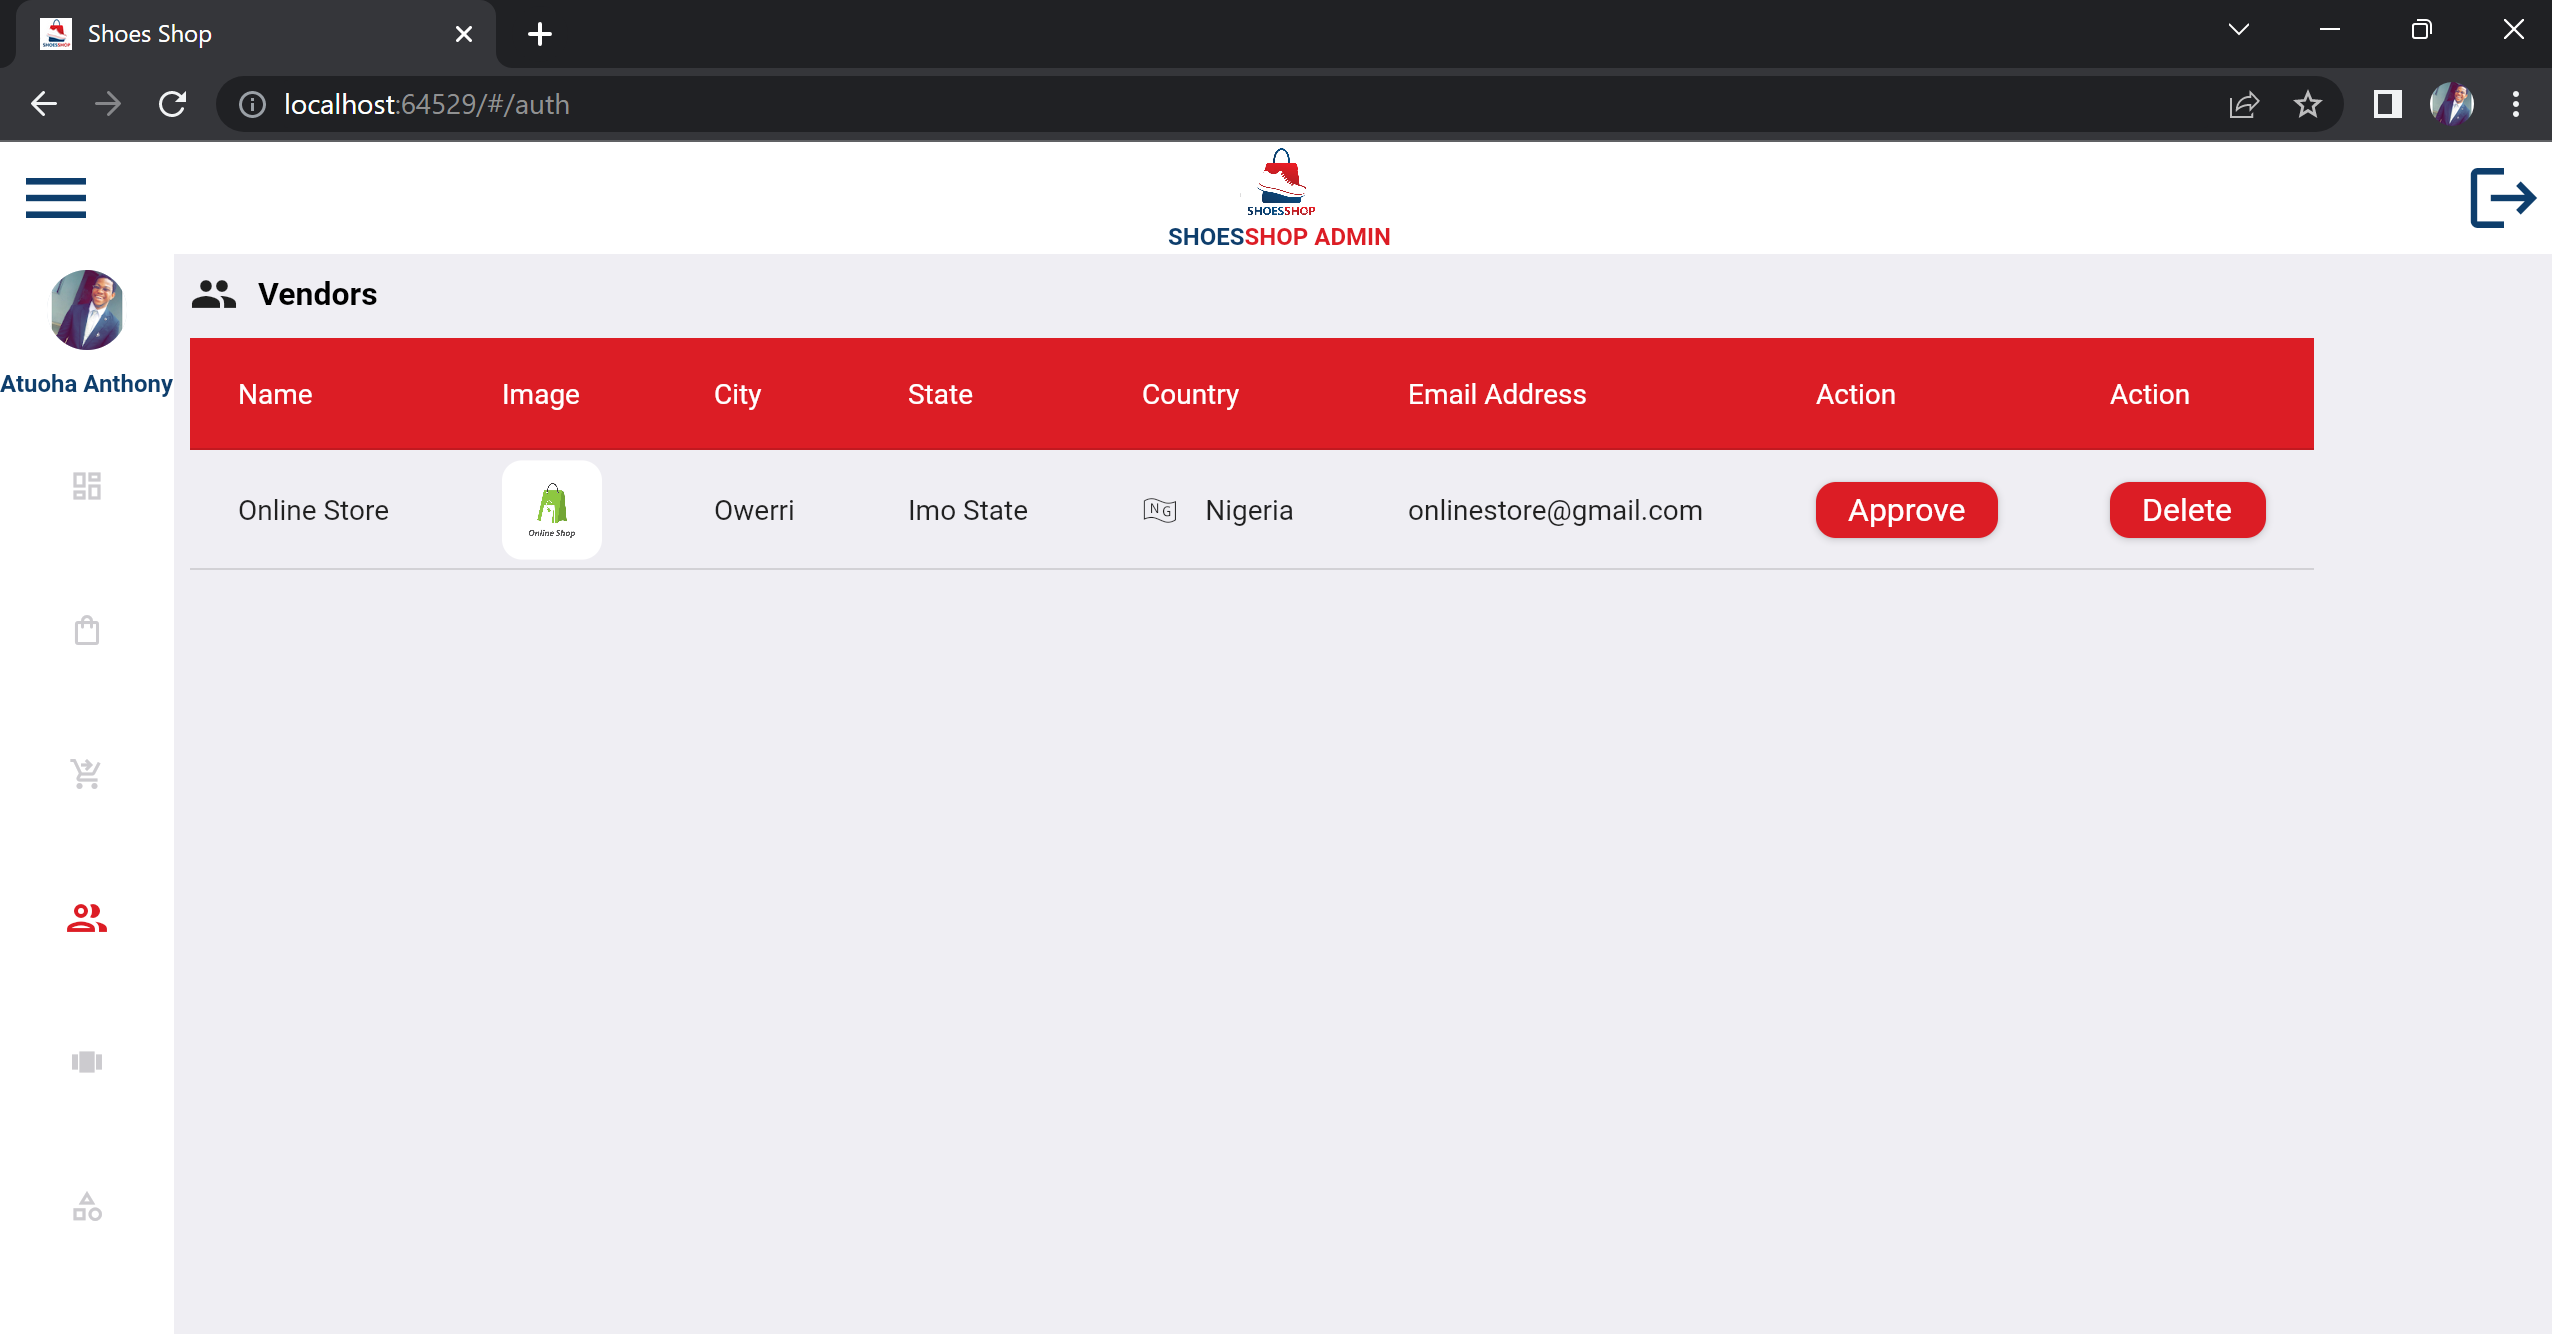 Shoes Shop
localhost:64529/#/auth
SHOESSHOP
SHOESSHOP ADMIN
Atuoha Anthony
Vendors
Name Image City State Country Email Address Action Action
Online Store Online Shop Owerri Imo State NG Nigeria onlinestore@gmail.com Approve Delete